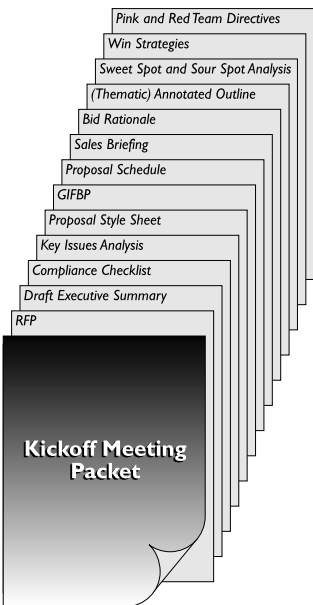 Pink and Red Team Directives
Win Strategies
Sweet Spot and Sour Spot Analysis
(Thematic) Annotated Outline
Bid Rationale
Sales Briefing
Proposal Schedule
GIFBP
Proposal Style Sheet
Key Issues Analysis
Compliance Checklist
Draft Executive Summary
RFP
Kickoff Meeting
Packet